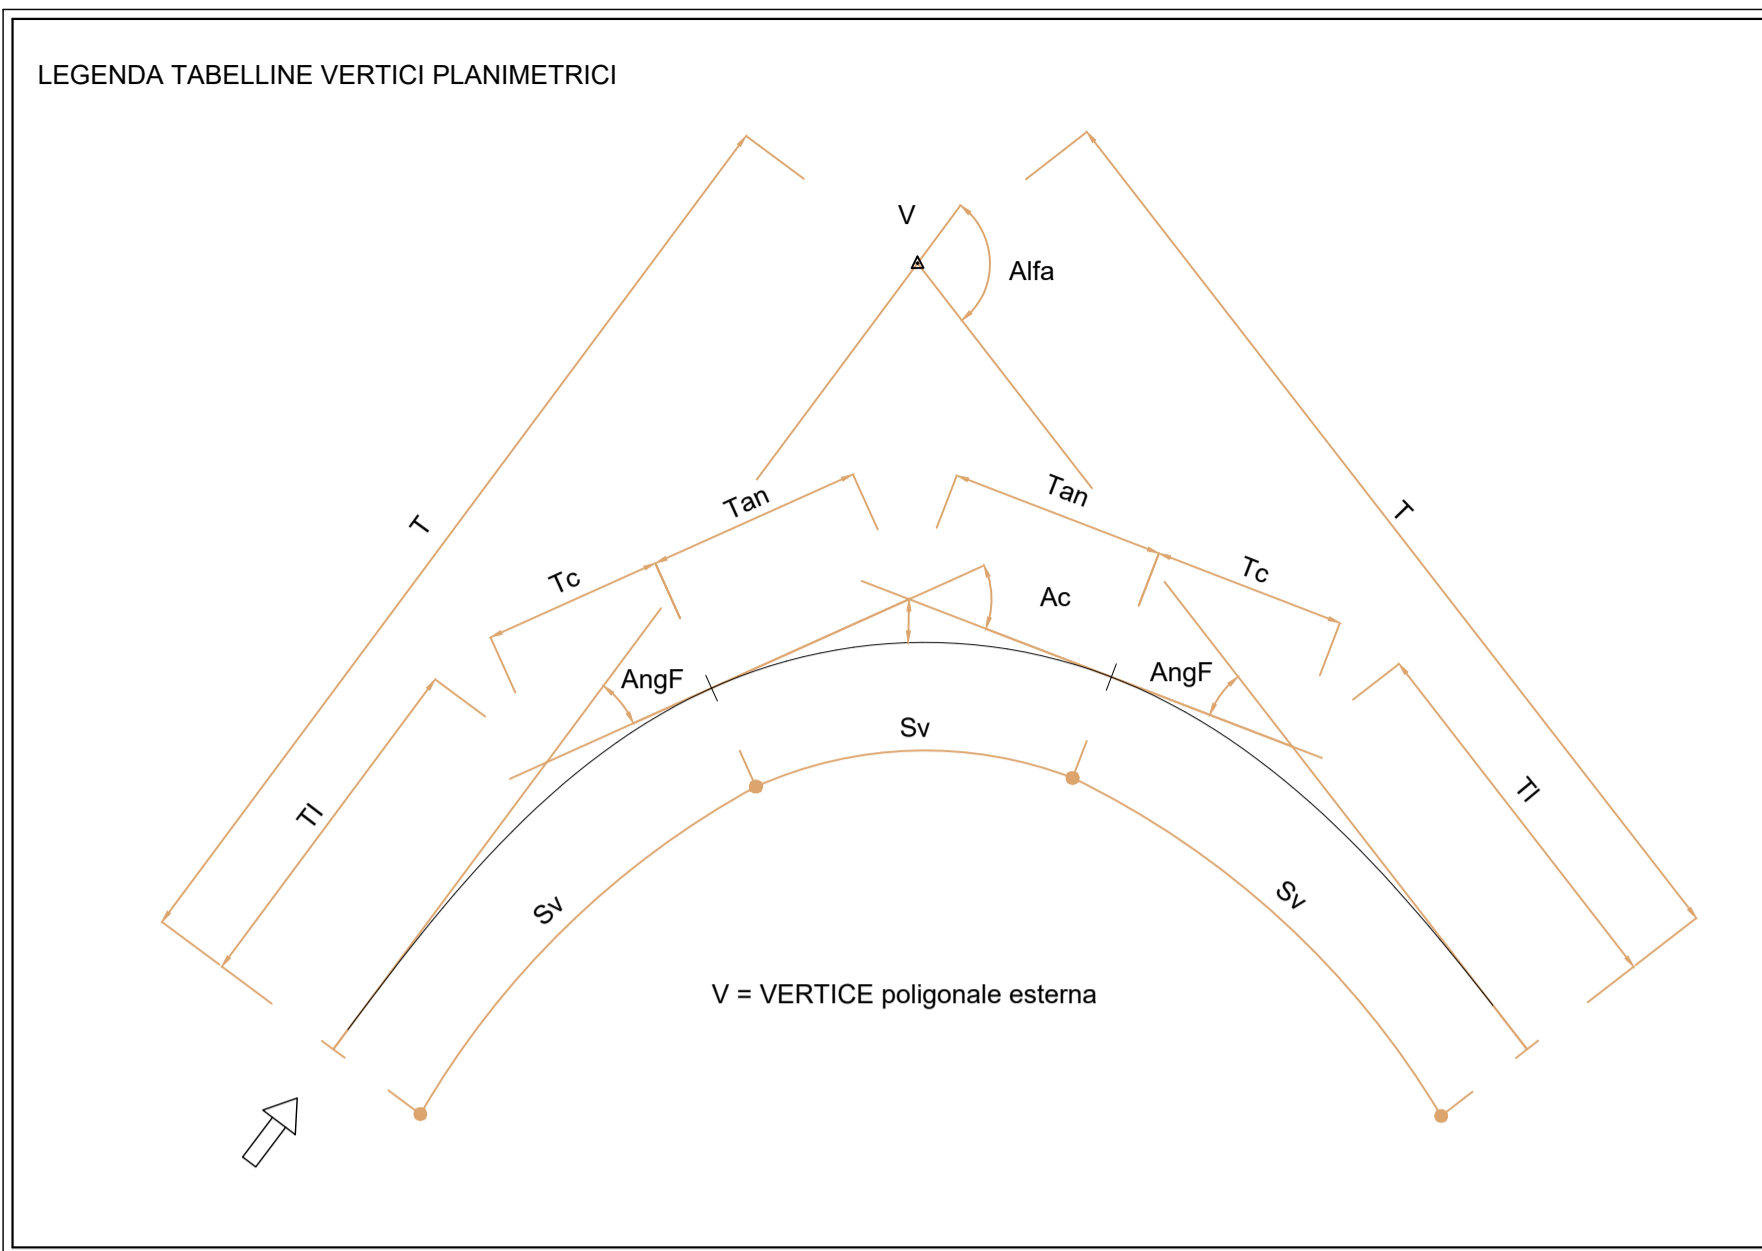 LEGENDA TABELLINE VERTICI PLANIMETRICI
V
Alfa
T
T
Tan
Tan
Tc
Tc
Ac
AngF
AngF
Sv
Tl
Tl
Sv
Sv
V = VERTICE poligonale esterna